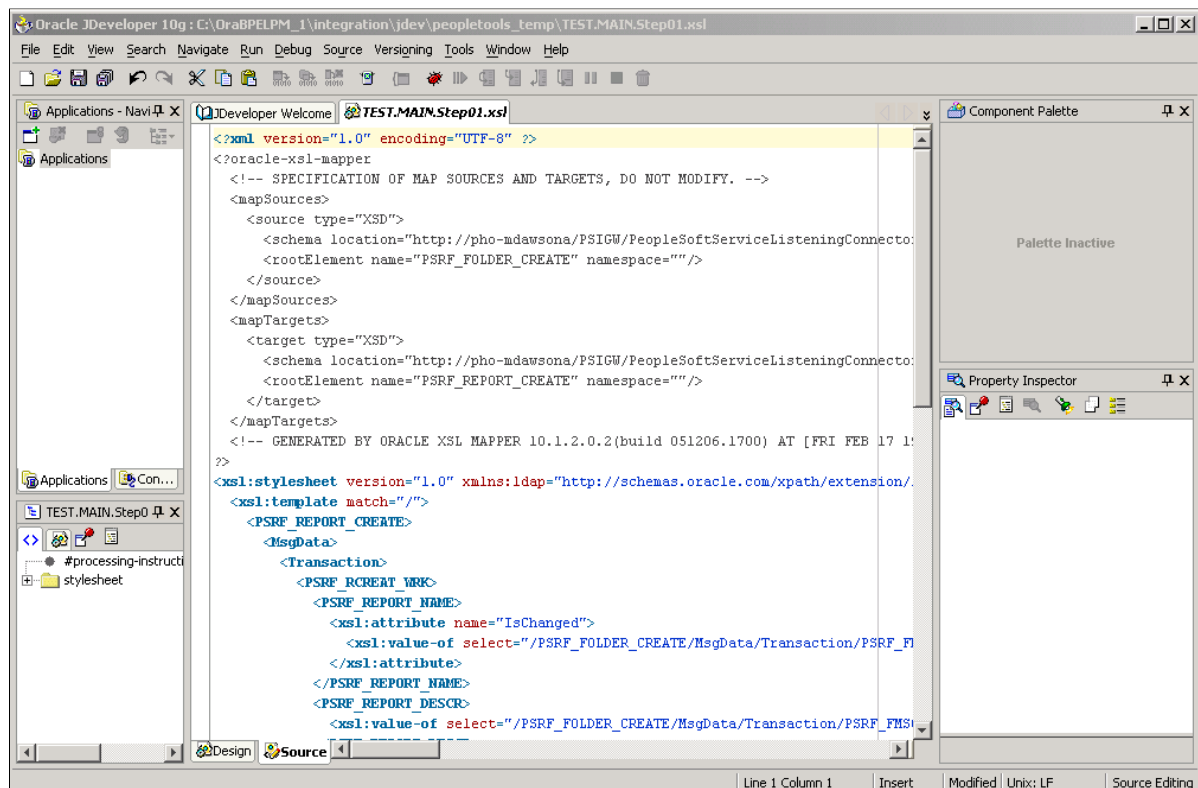 Oracle JDeveloper 10g : C:\OraBPELPM_1\integration\jdev\peopletools_temp\TEST.MAIN.Step01.xsl
File Edit View Search Navigate Run Debug Source Versioning Tools Window Help
Applications - Navi
Applications
Applications
Con...
TEST.MAIN.Step0
#processing-instructi
stylesheet
JDeveloper Welcome
TEST.MAIN.Step01.xsl
<?xml version="1.0" encoding="UTF-8" ?>
<?oracle-xsl-mapper
<!-- SPECIFICATION OF MAP SOURCES AND TARGETS, DO NOT MODIFY. -->
<mapSources>
<source type="XSD">
<schema location="http://pho-mdawsona/PSIGW/PeopleSoftServiceListeningConnector
<rootElement name="PSRF_FOLDER_CREATE" namespace=""/>
</source>
</mapSources>
<mapTargets>
<target type="XSD">
<schema location="http://pho-mdawsona/PSIGW/PeopleSoftServiceListeningConnector
<rootElement name="PSRF_REPORT_CREATE" namespace=""/>
</target>
</mapTargets>
<!-- GENERATED BY ORACLE XSL MAPPER 10.1.2.0.2(build 051206.1700) AT [FRI FEB 17
?>
<xsl:stylesheet version="1.0" xmlns:ldap="http://schemas.oracle.com/xpath/extension/
<xsl:template match="/">
<PSRF_REPORT_CREATE>
<MsgData>
<Transaction>
<PSRF_RCREAT_WRK>
<PSRF_REPORT_NAME>
<xsl:attribute name="IsChanged">
<xsl:value-of select="/PSRF_FOLDER_CREATE/MsgData/Transaction/PSRF_F
</xsl:attribute>
</PSRF_REPORT_NAME>
<PSRF_REPORT_DESCR>
<xsl:value-of select="/PSRF_FOLDER_CREATE/MsgData/Transaction/PSRF_FMS
Design
Source
Component Palette
Palette Inactive
Property Inspector
Line 1 Column 1
Insert
Modified
Unix: LF
Source Editing